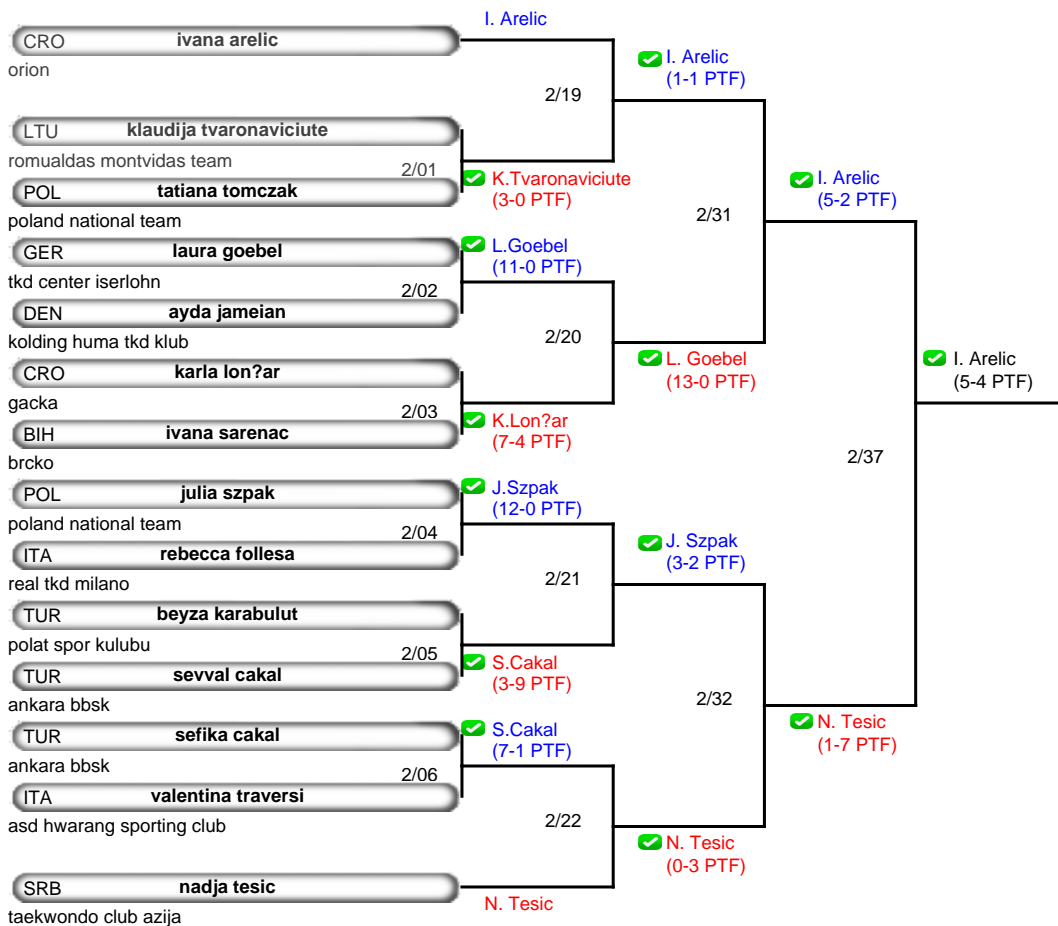 I. Arelic
CRO ivana arelic
orion
I. Arelic
(1-1 PTF)
2/19
LTU klaudija tvaronaviciute
romualdas montvidas team
2/01
K.Tvaronaviciute
(3-0 PTF)
POL tatiana tomczak
poland national team
I. Arelic
(5-2 PTF)
2/31
GER laura goebel
tkd center iserlohn
L.Goebel
(11-0 PTF)
2/02
DEN ayda jameian
kolding huma tkd klub
2/20
L. Goebel
(13-0 PTF)
I. Arelic
(5-4 PTF)
CRO karla lon?ar
gacka
2/03
K.Lon?ar
(7-4 PTF)
BIH ivana sarenac
brcko
2/37
POL julia szpak
poland national team
J.Szpak
(12-0 PTF)
2/04
ITA rebecca follesa
real tkd milano
J. Szpak
(3-2 PTF)
2/21
TUR beyza karabulut
polat spor kulubu
2/05
S.Cakal
(3-9 PTF)
TUR sevval cakal
ankara bbsk
2/32
N. Tesic
(1-7 PTF)
TUR sefika cakal
ankara bbsk
S.Cakal
(7-1 PTF)
2/06
ITA valentina traversi
asd hwarang sporting club
2/22
N. Tesic
(0-3 PTF)
SRB nadja tesic
taekwondo club azija
N. Tesic